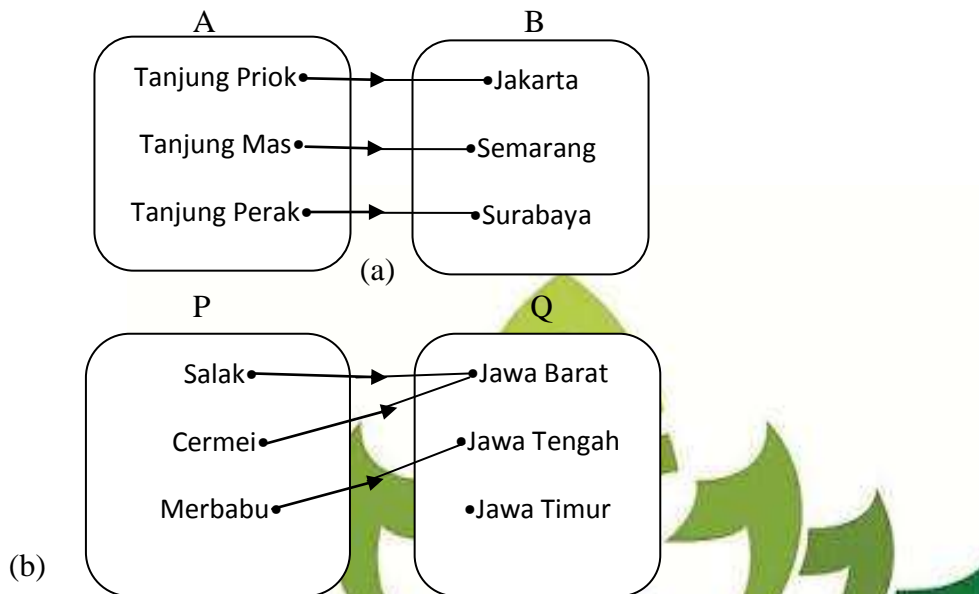 A B
Tanjung Priok Jakarta
Tanjung Mas Semarang
Tanjung Perak Surabaya
(a)
P Q
Salak Jawa Barat
Cermei Jawa Tengah
Merbabu Jawa Timur
(b)